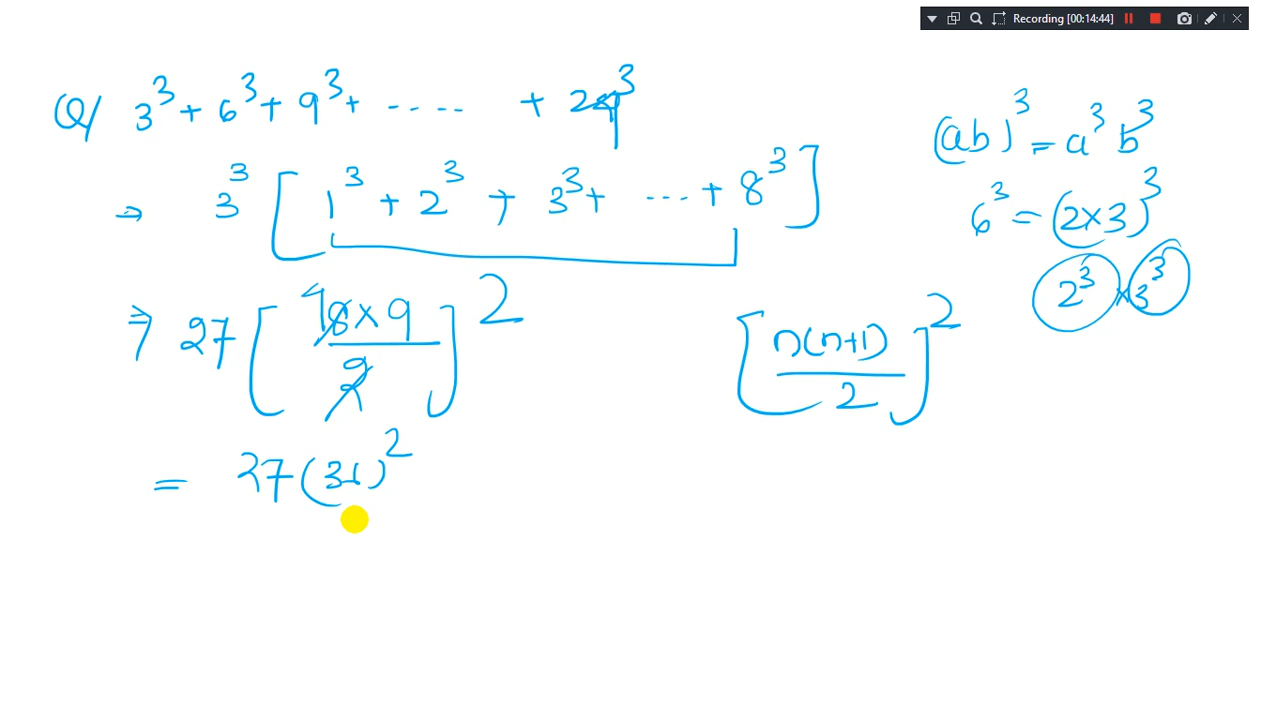 Recording [00:14:44]
Q/ 3³ + 6³ + 9³ + ..... + 24³
(ab)³ = a³ b³
→ 3³ [ 1³ + 2³ + 3³ + ... + 8³ ]
6³ = (2×3)³
2³ × 3³
⇒ 27 [ 4 8 × 9 / 2 ]²
[ n(n+1) / 2 ]²
= 27 ( )²